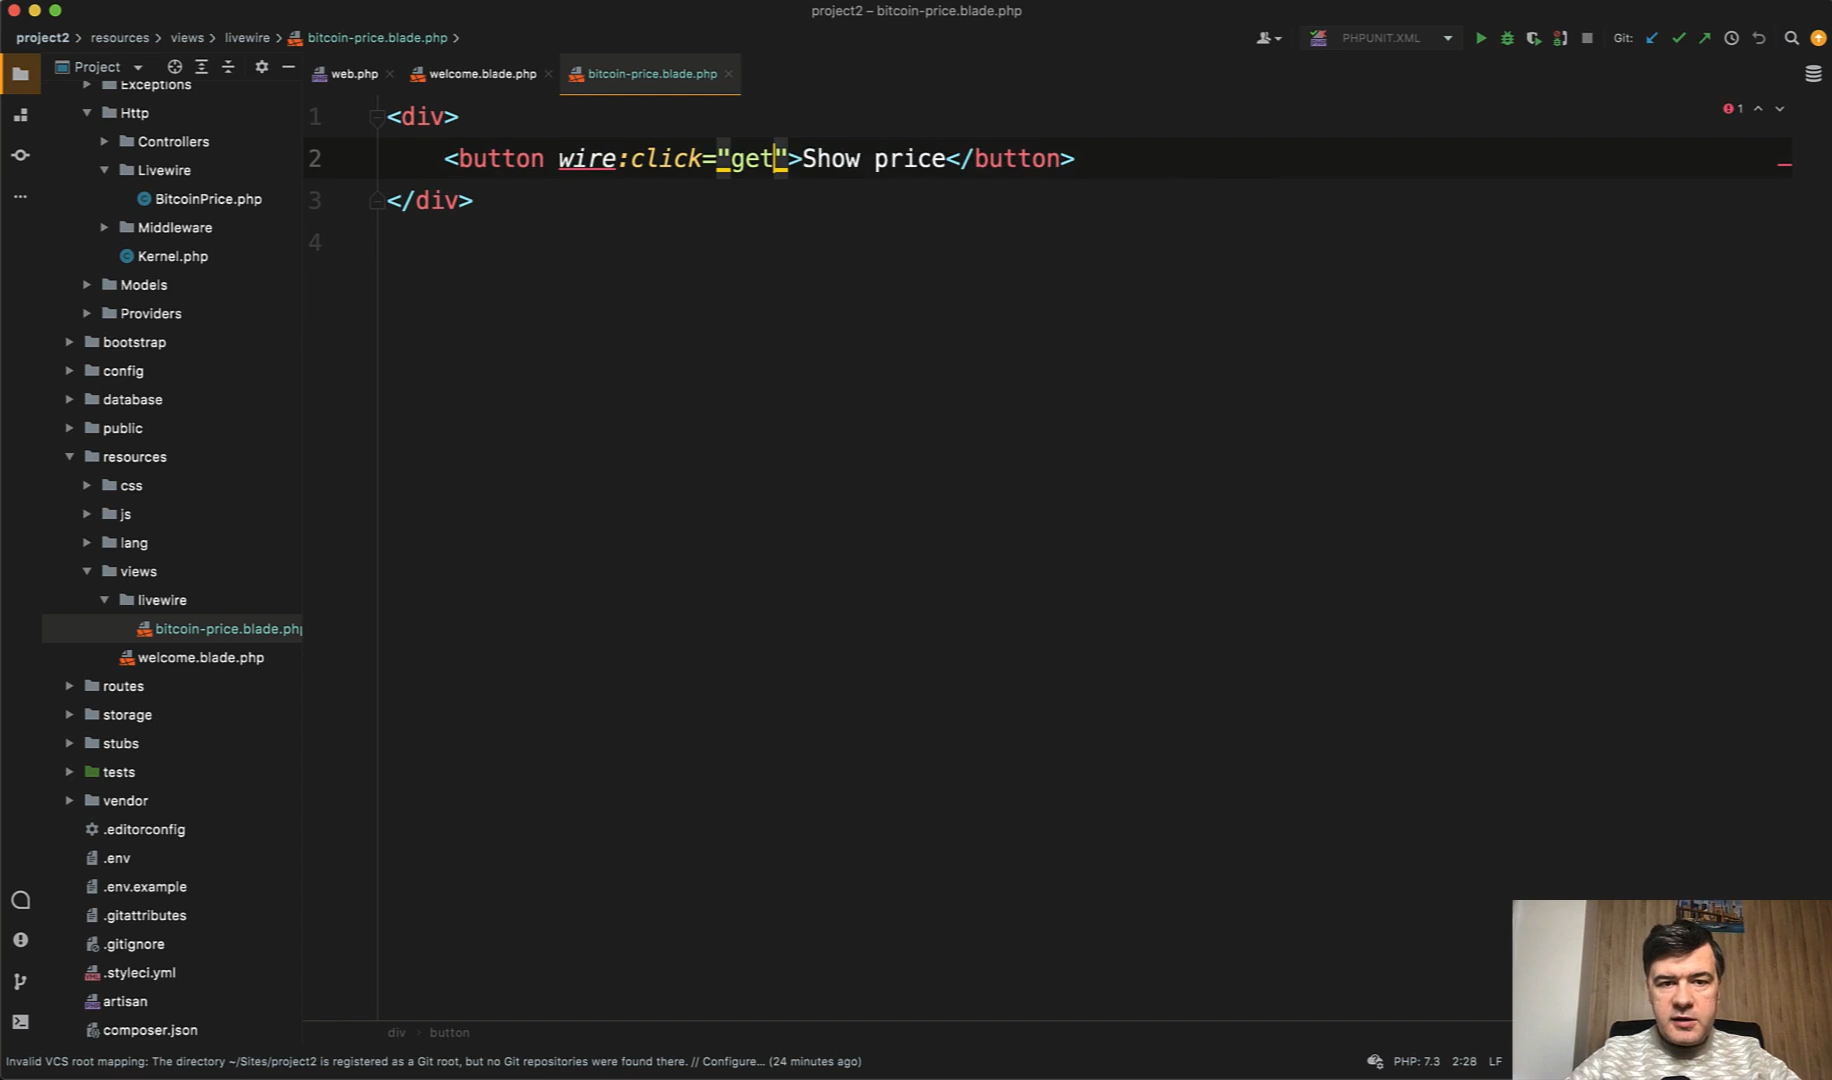 project2 – bitcoin-price.blade.php
project2 resources views livewire bitcoin-price.blade.php
PHPUNIT.XML
Git:
Project
web.php
welcome.blade.php
bitcoin-price.blade.php
Exceptions
Http
Controllers
Livewire
BitcoinPrice.php
Middleware
Kernel.php
Models
Providers
bootstrap
config
database
public
resources
css
js
lang
views
livewire
bitcoin-price.blade.php
welcome.blade.php
routes
storage
stubs
tests
vendor
.editorconfig
.env
.env.example
.gitattributes
.gitignore
.styleci.yml
artisan
composer.json
1 <div>
2 <button wire:click="get">Show price</button>
3 </div>
4
1
div button
Invalid VCS root mapping: The directory ~/Sites/project2 is registered as a Git root, but no Git repositories were found there. // Configure... (24 minutes ago)
PHP: 7.3 2:28 LF